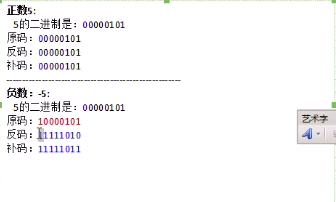 正数5:
5的二进制是：00000101
原码：00000101
反码：00000101
补码：00000101
----------------------------------------
负数：-5:
5的二进制是：00000101
原码：10000101
反码：11111010
补码：11111011
艺术字
A